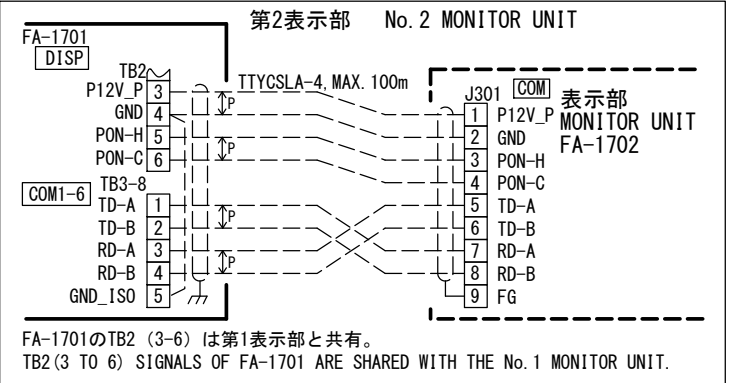 第2表示部 No.2 MONITOR UNIT
FA-1701
DISP
TB2
P12V_P 3
GND 4
PON-H 5
PON-C 6
TTYCSLA-4, MAX. 100m
P
P
COM1-6
TB3-8
TD-A 1
TD-B 2
RD-A 3
RD-B 4
GND_ISO 5
P
P
J301 COM
1 P12V_P
2 GND
3 PON-H
4 PON-C
5 TD-A
6 TD-B
7 RD-A
8 RD-B
9 FG
表示部
MONITOR UNIT
FA-1702
FA-1701のTB2 (3-6) は第1表示部と共有。
TB2(3 TO 6) SIGNALS OF FA-1701 ARE SHARED WITH THE No.1 MONITOR UNIT.